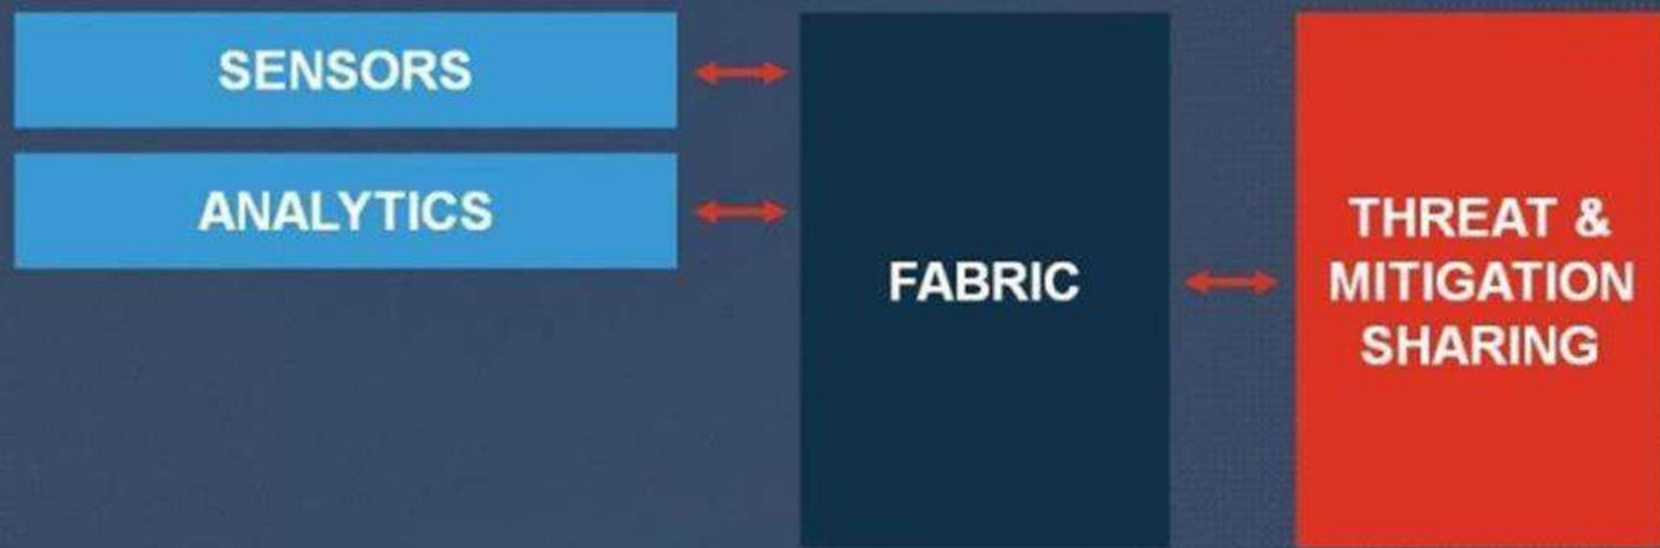 SENSORS
ANALYTICS
FABRIC
THREAT &
MITIGATION
SHARING